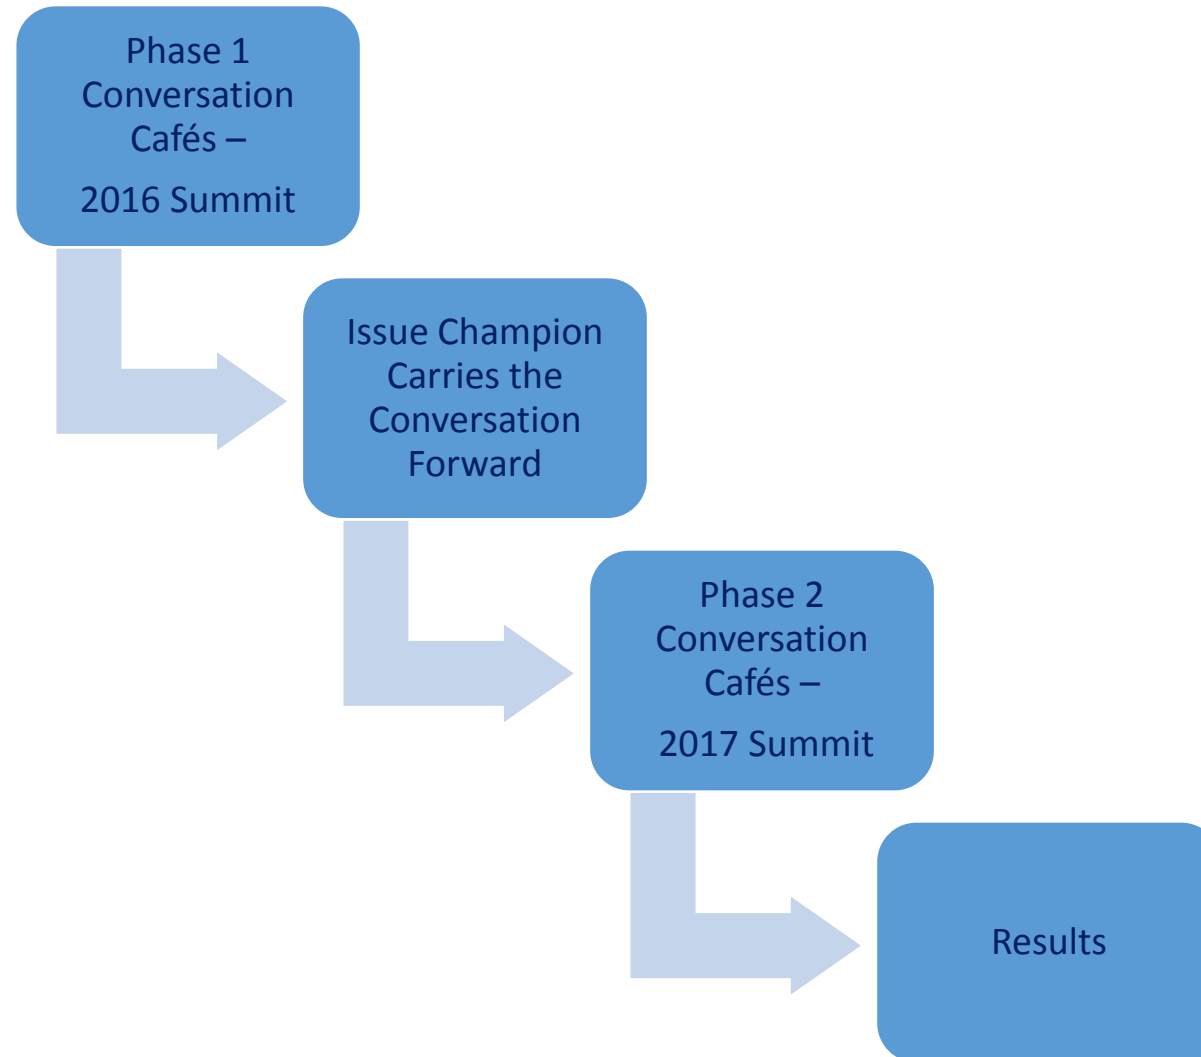 Phase 1
Conversation
Cafés –
2016 Summit
Issue Champion
Carries the
Conversation
Forward
Phase 2
Conversation
Cafés –
2017 Summit
Results